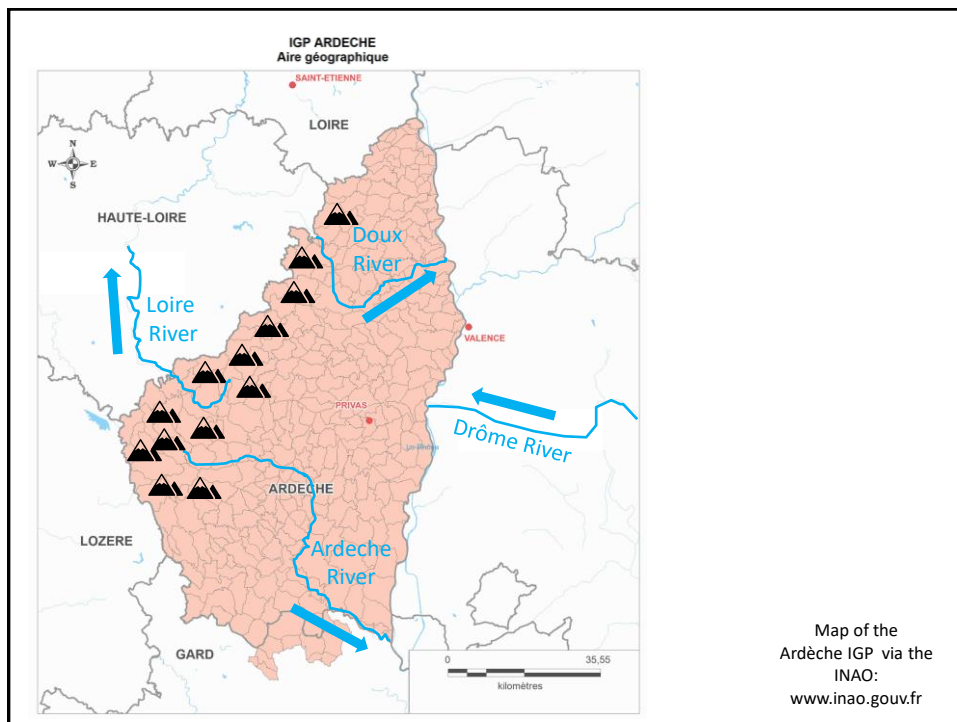 IGP ARDECHE
Aire géographique
SAINT-ETIENNE
LOIRE
N
W E
S
HAUTE-LOIRE
Doux
River
Loire
River
VALENCE
PRIVAS
Drôme River
Le Rhône
ARDECHE
LOZERE
Ardeche
River
GARD
0 35,55
kilomètres
Map of the
Ardèche IGP via the
INAO:
www.inao.gouv.fr